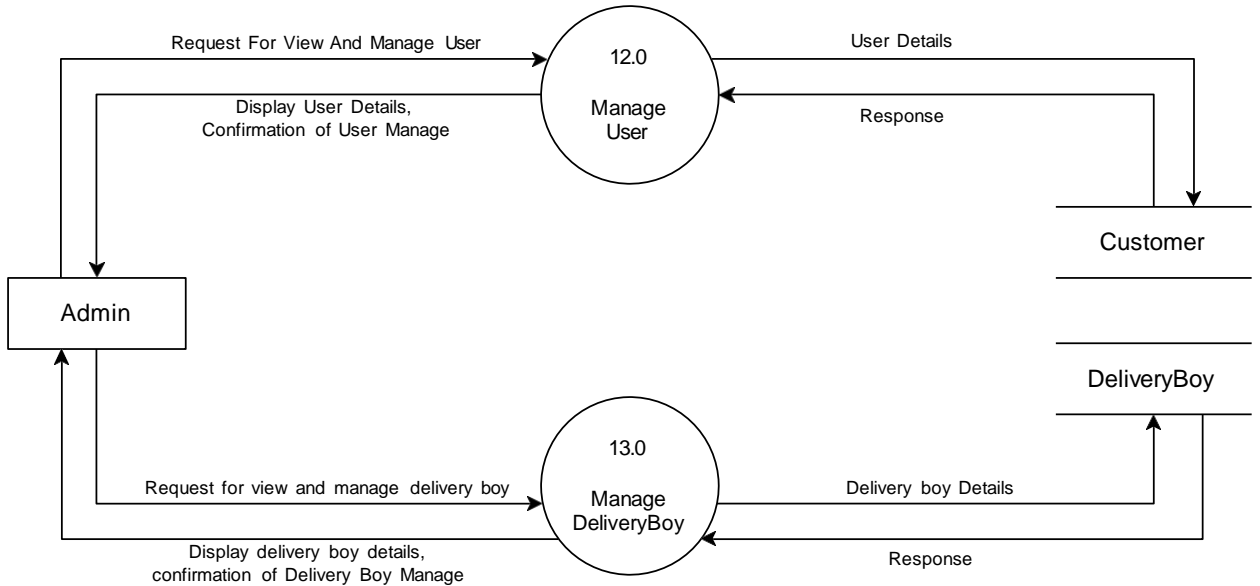 Request For View And Manage User
12.0
Manage
User
User Details
Display User Details,
Confirmation of User Manage
Response
Customer
Admin
DeliveryBoy
13.0
Manage
DeliveryBoy
Request for view and manage delivery boy
Delivery boy Details
Display delivery boy details,
confirmation of Delivery Boy Manage
Response